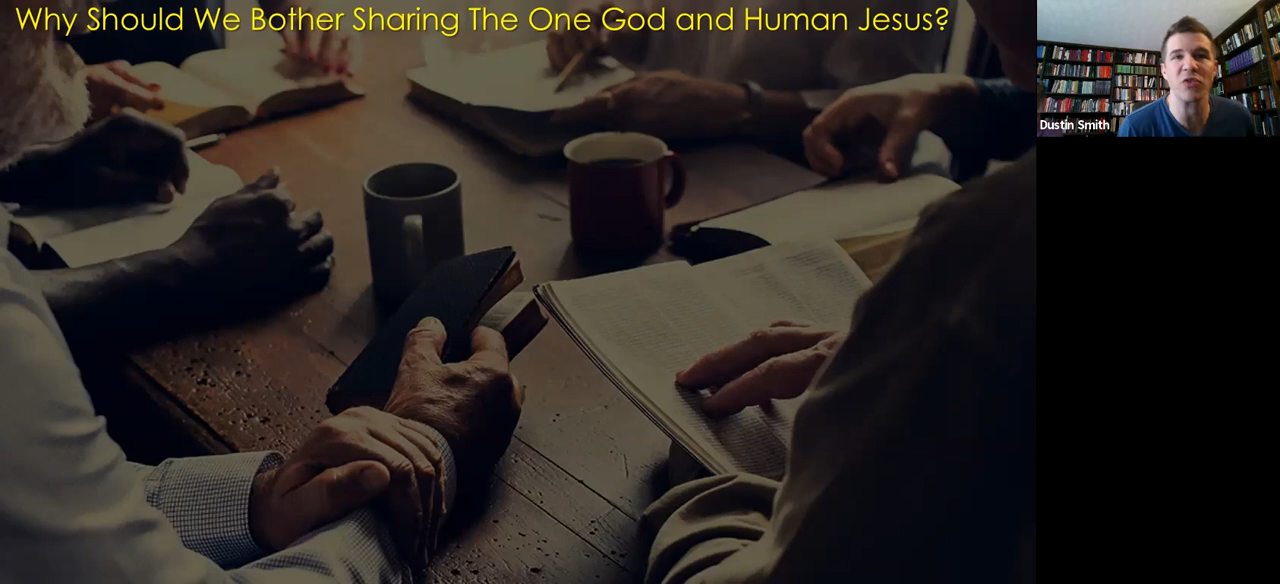 Why Should We Bother Sharing The One God and Human Jesus?
Dustin Smith